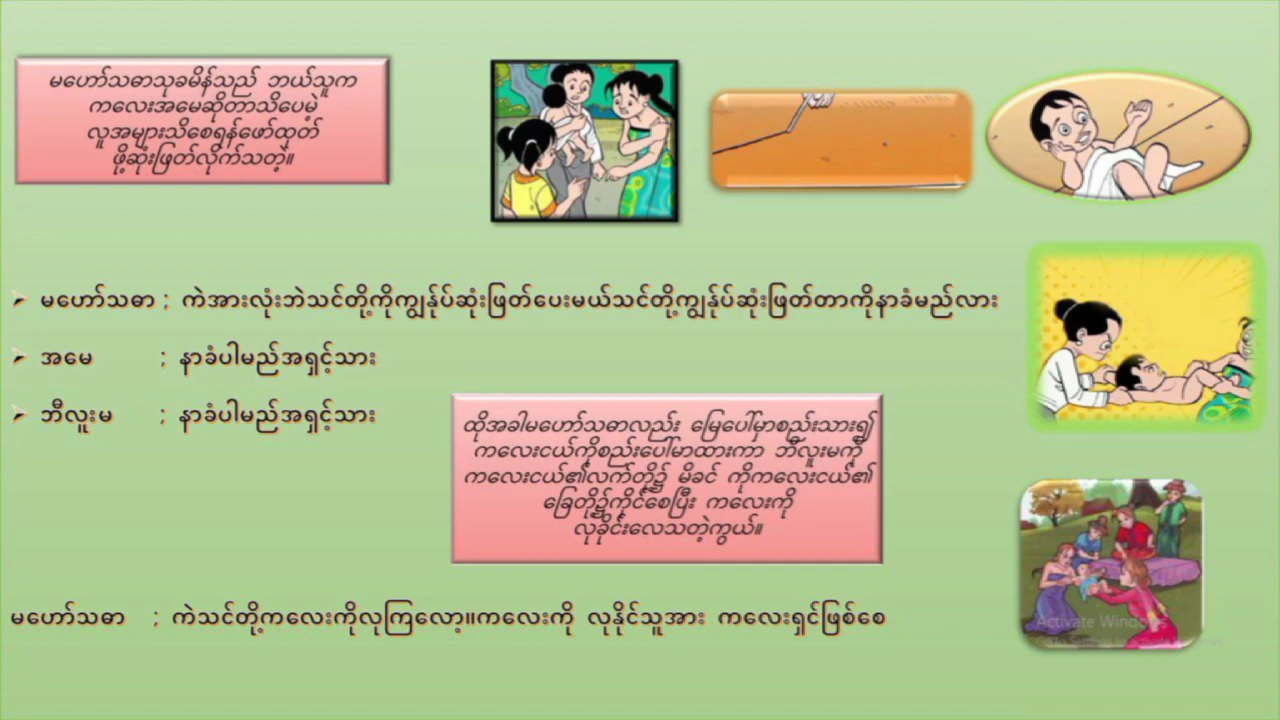 မဟော်သဓာသုခမိန်သည် ဘယ်သူက
ကလေးအမေဆိုတာသိပေမဲ့
လူအများသိစေရန်ဖော်ထုတ်
ဖို့ဆုံးဖြတ်လိုက်သတဲ့။
မဟော်သဓာ ; ကဲအားလုံးဘဲသင်တို့ကိုကျွန်ုပ်ဆုံးဖြတ်ပေးမယ်သင်တို့ကျွန်ုပ်ဆုံးဖြတ်တာကိုနာခံမည်လား
အမေ ; နာခံပါမည်အရှင့်သား
ဘီလူးမ ; နာခံပါမည်အရှင့်သား
ထိုအခါမဟော်သဓာလည်း မြေပေါ်မှာစည်းသား၍
ကလေးငယ်ကိုစည်းပေါ်မာထားကာ ဘီလူးမကို
ကလေးငယ်၏လက်တို့၌ မိခင် ကိုကလေးငယ်၏
ခြေတို့၌ကိုင်စေပြီး ကလေးကို
လုခိုင်းလေသတဲ့ကွယ်။
မဟော်သဓာ ; ကဲသင်တို့ကလေးကိုလုကြလော့။ကလေးကို လုနိုင်သူအား ကလေးရှင်ဖြစ်စေ
Activate Windows
Go to Settings to activate Windows.